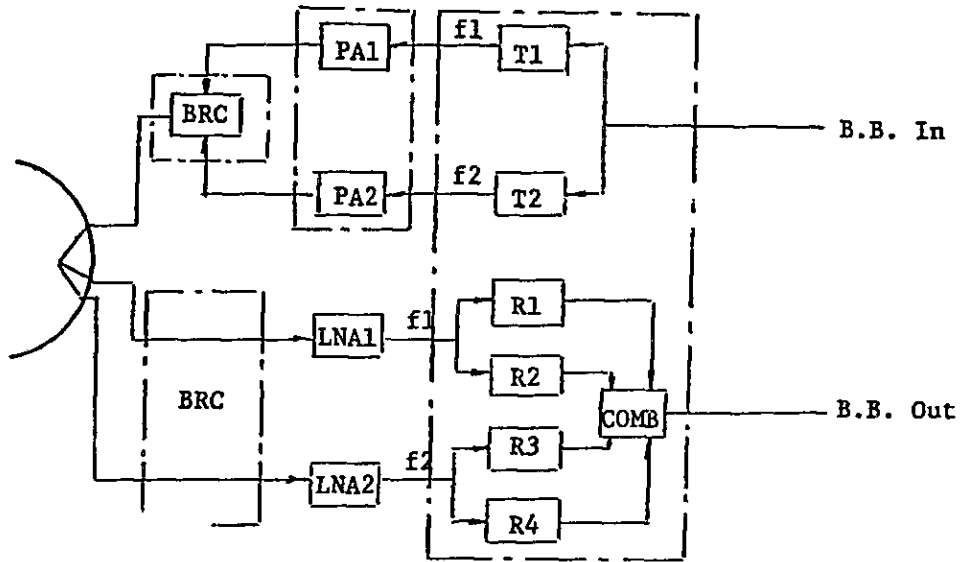 f1
PA1
T1
BRC
B.B. In
f2
PA2
T2
R1
f1
LNA1
R2
BRC
COMB
B.B. Out
R3
f2
LNA2
R4